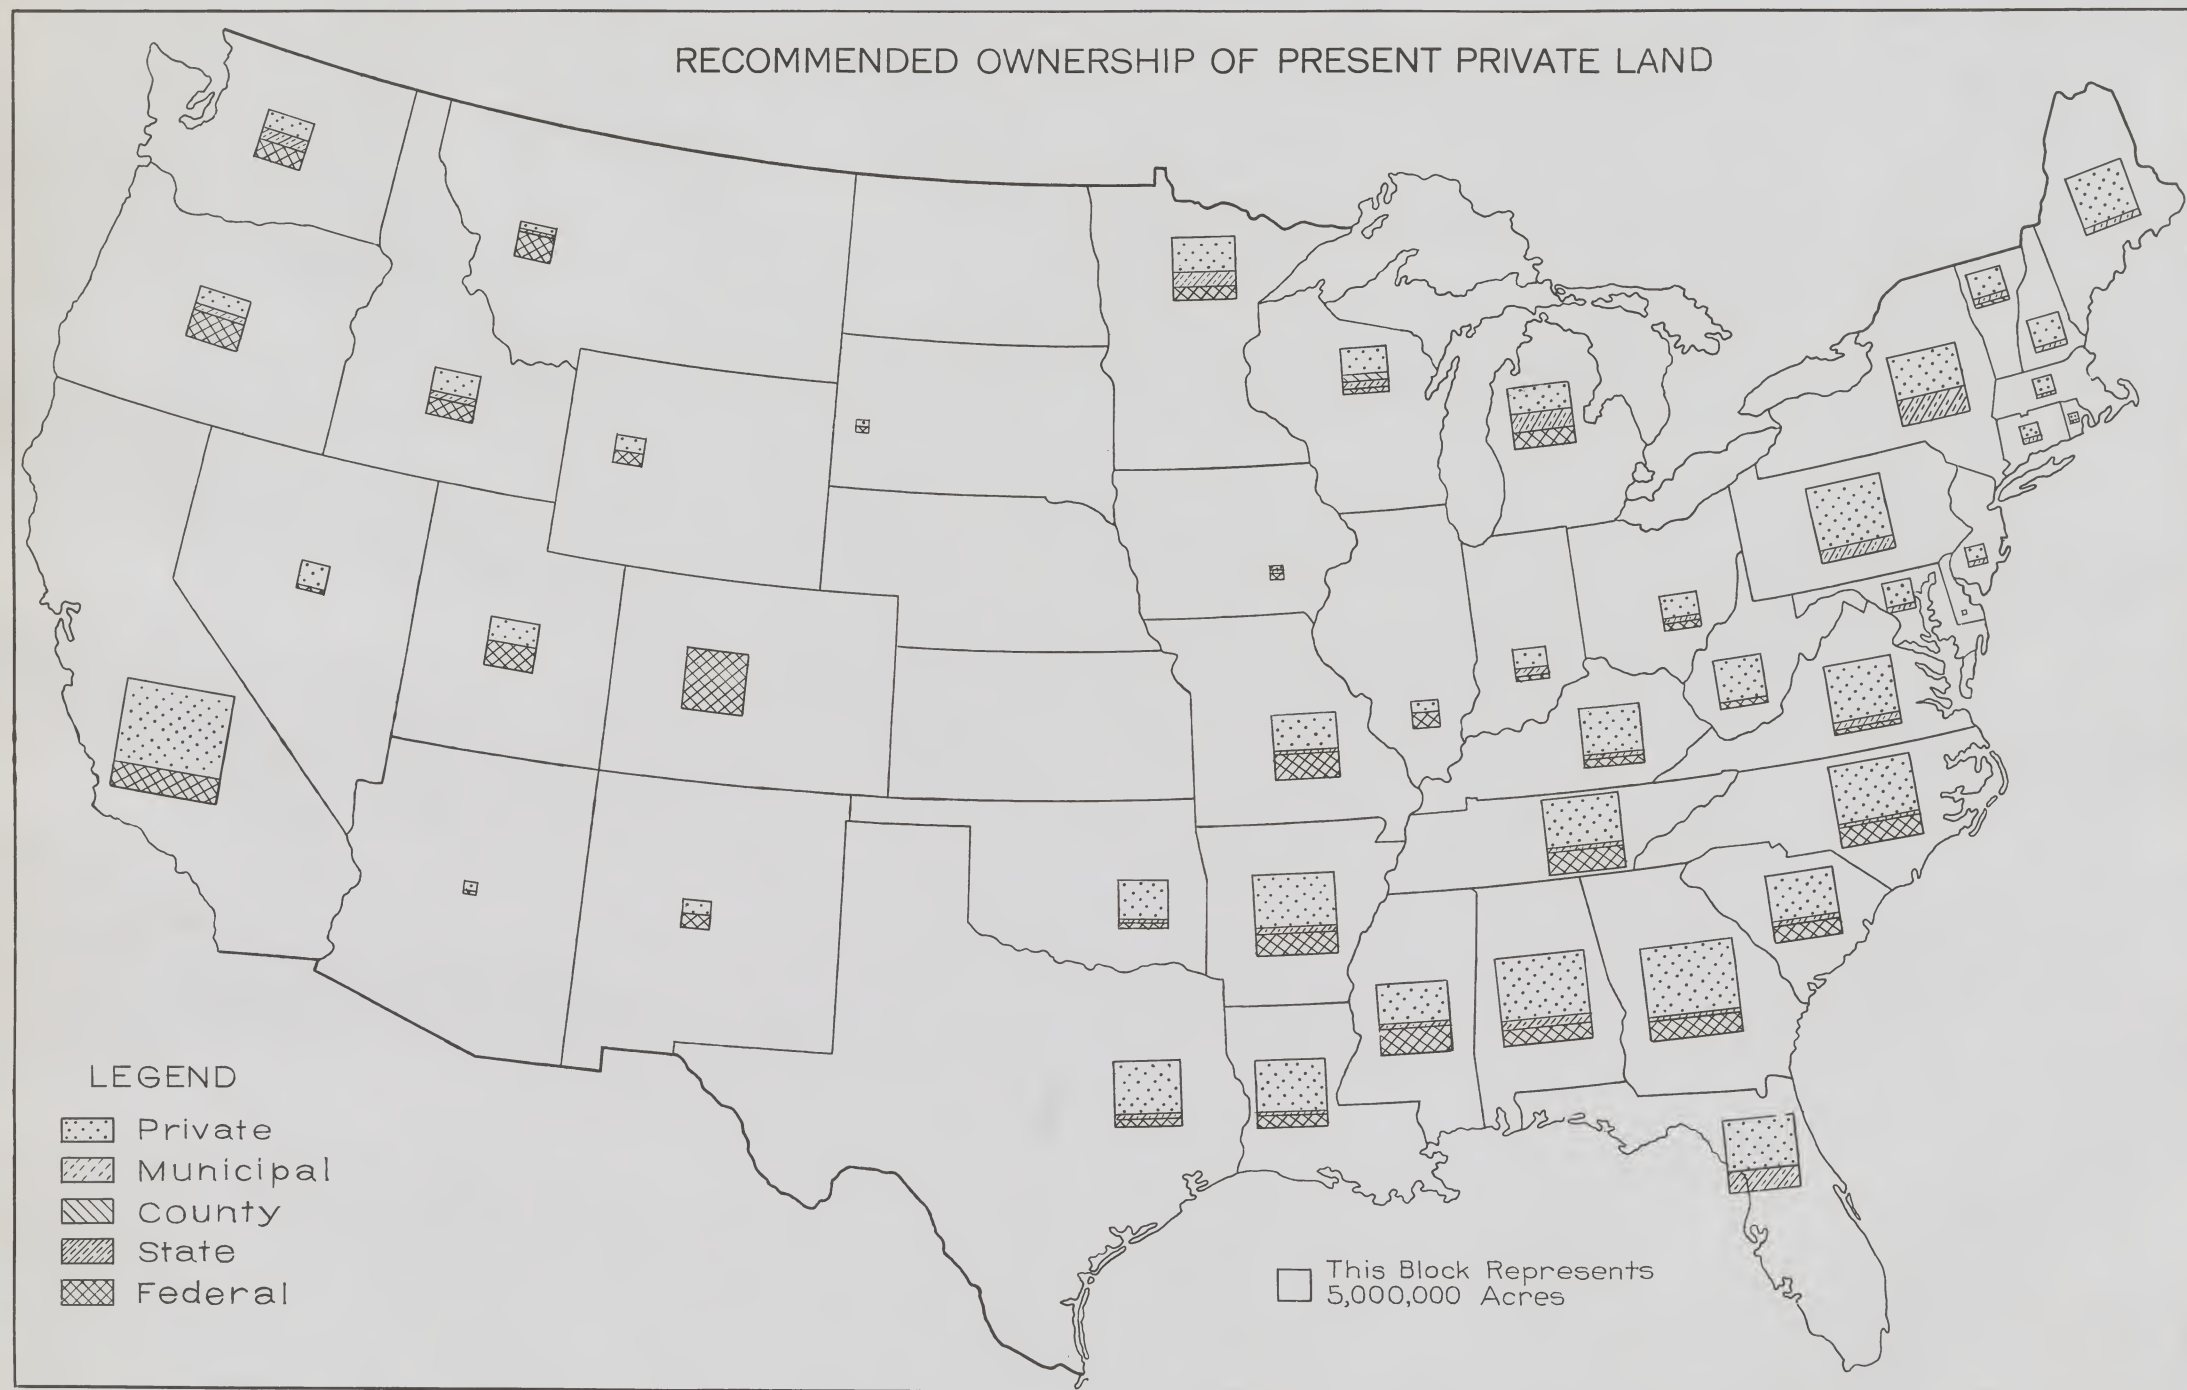 RECOMMENDED OWNERSHIP OF PRESENT PRIVATE LAND
LEGEND
Private
Municipal
County
State
Federal
This Block Represents
5,000,000 Acres